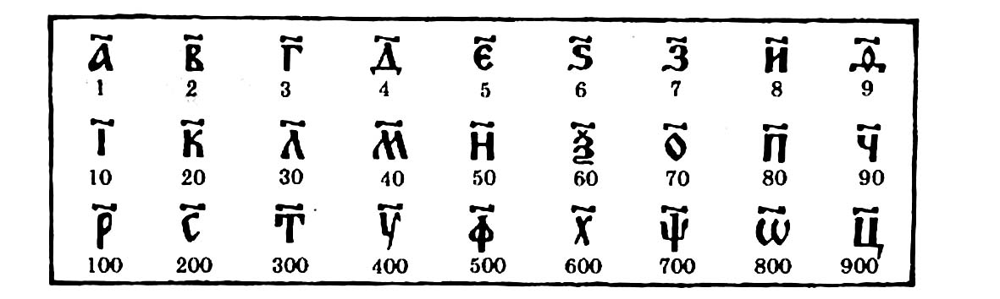 А҃ В҃ Г҃ Д҃ Є҃ Ѕ҃ З҃ И҃ Ѳ҃
1 2 3 4 5 6 7 8 9
І҃ К҃ Л҃ М҃ Н҃ Ѯ҃ О҃ П҃ Ч҃
10 20 30 40 50 60 70 80 90
Р҃ С҃ Т҃ У҃ Ф҃ Х҃ Ѱ҃ Ѡ҃ Ц҃
100 200 300 400 500 600 700 800 900